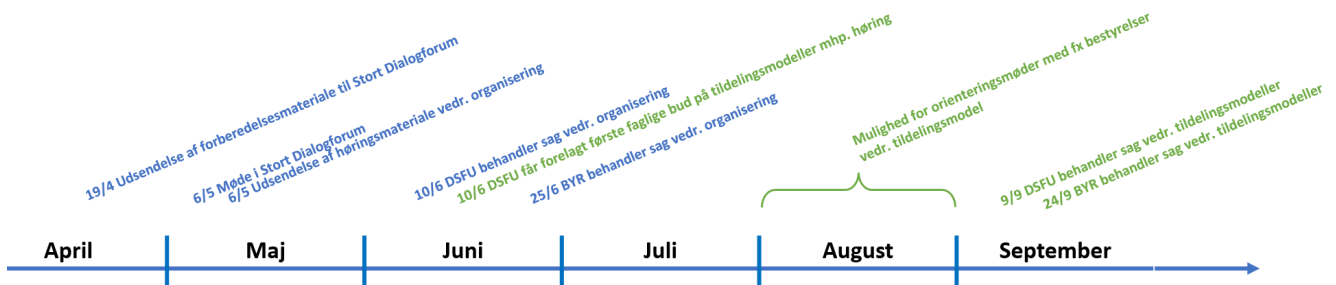 19/4 Udsendelse af forberedelsesmateriale til Stort Dialogforum
6/5 Møde i Stort Dialogforum
6/5 Udsendelse af høringsmateriale vedr. organisering
10/6 DSFU behandler sag vedr. organisering
10/6 DSFU får forelagt første faglige bud på tildelingsmodeller mhp. høring
25/6 BYR behandler sag vedr. organisering
Mulighed for orienteringsmøder med fx bestyrelser
vedr. tildelingsmodel
9/9 DSFU behandler sag vedr. tildelingsmodeller
24/9 BYR behandler sag vedr. tildelingsmodeller
April
Maj
Juni
Juli
August
September